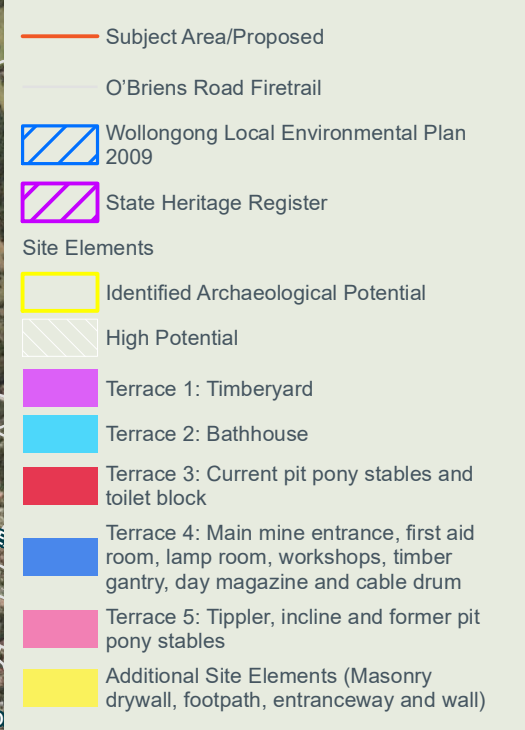 Subject Area/Proposed
O'Briens Road Firetrail
Wollongong Local Environmental Plan
2009
State Heritage Register
Site Elements
Identified Archaeological Potential
High Potential
Terrace 1: Timberyard
Terrace 2: Bathhouse
Terrace 3: Current pit pony stables and
toilet block
Terrace 4: Main mine entrance, first aid
room, lamp room, workshops, timber
gantry, day magazine and cable drum
Terrace 5: Tippler, incline and former pit
pony stables
Additional Site Elements (Masonry
drywall, footpath, entranceway and wall)